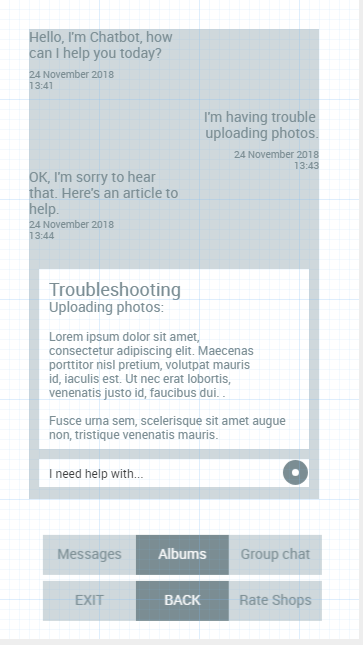 Hello, I'm Chatbot, how
can I help you today?
24 November 2018
13:41
I'm having trouble
uploading photos.
24 November 2018
13:43
OK, I'm sorry to hear
that. Here's an article to
help.
24 November 2018
13:44
Troubleshooting
Uploading photos:
Lorem ipsum dolor sit amet,
consectetur adipiscing elit. Maecenas
porttitor nisl pretium, volutpat mauris
id, iaculis est. Ut nec erat lobortis,
venenatis justo id, faucibus dui. .
Fusce urna sem, scelerisque sit amet augue
non, tristique venenatis mauris.
I need help with...
Messages Albums Group chat
EXIT BACK Rate Shops